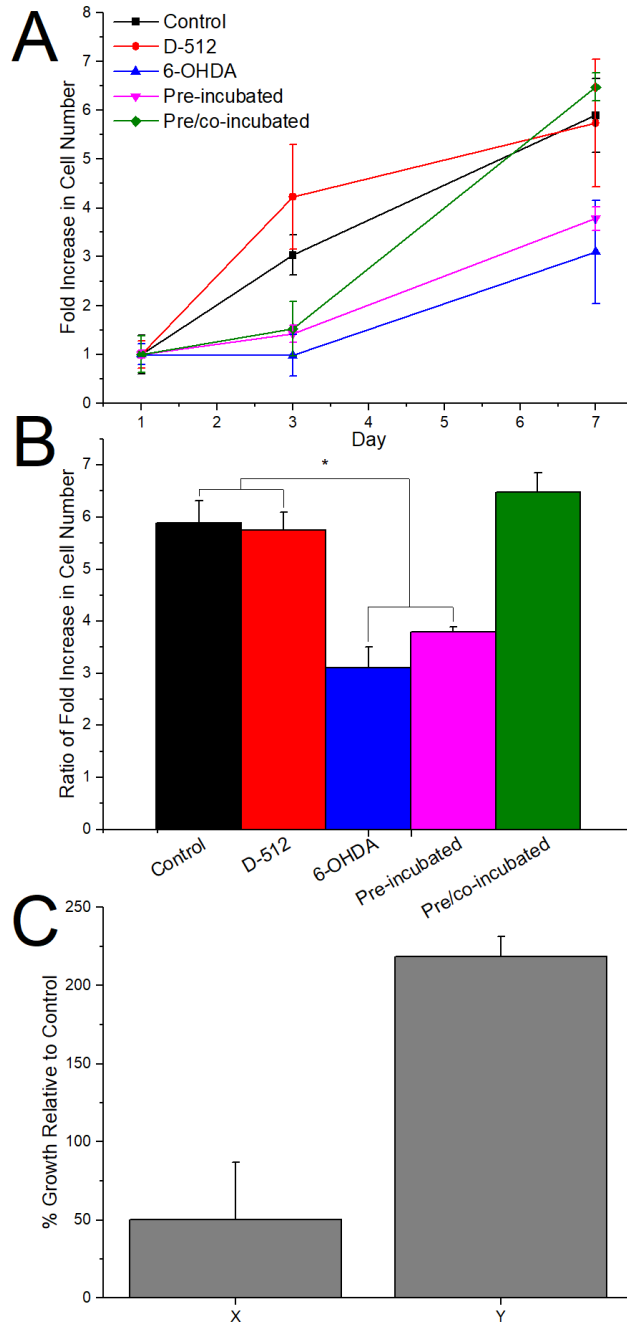 A
Control
D-512
6-OHDA
Pre-incubated
Pre/co-incubated
Fold Increase in Cell Number
8
7
6
5
4
3
2
1
0
1 2 3 4 5 6 7
Day
B
*
Ratio of Fold Increase in Cell Number
7
6
5
4
3
2
1
0
Control D-512 6-OHDA Pre-incubated Pre/co-incubated
C
% Growth Relative to Control
250
200
150
100
50
0
X Y